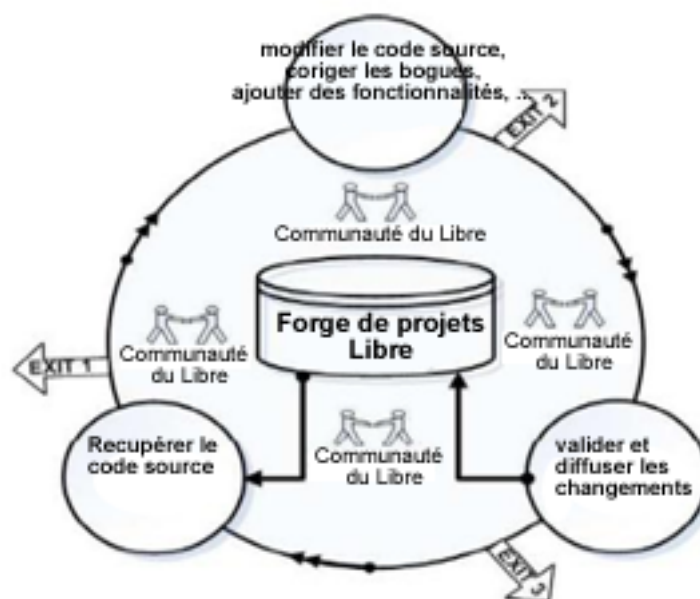 modifier le code source,
coriger les bogues,
ajouter des fonctionnalités, ..
EXIT 2
Communauté du Libre
Forge de projets
Libre
Communauté
du Libre
Communauté
du Libre
EXIT 1
Communauté
du Libre
Recupérer le
code source
valider et
diffuser les
changements
EXIT 3